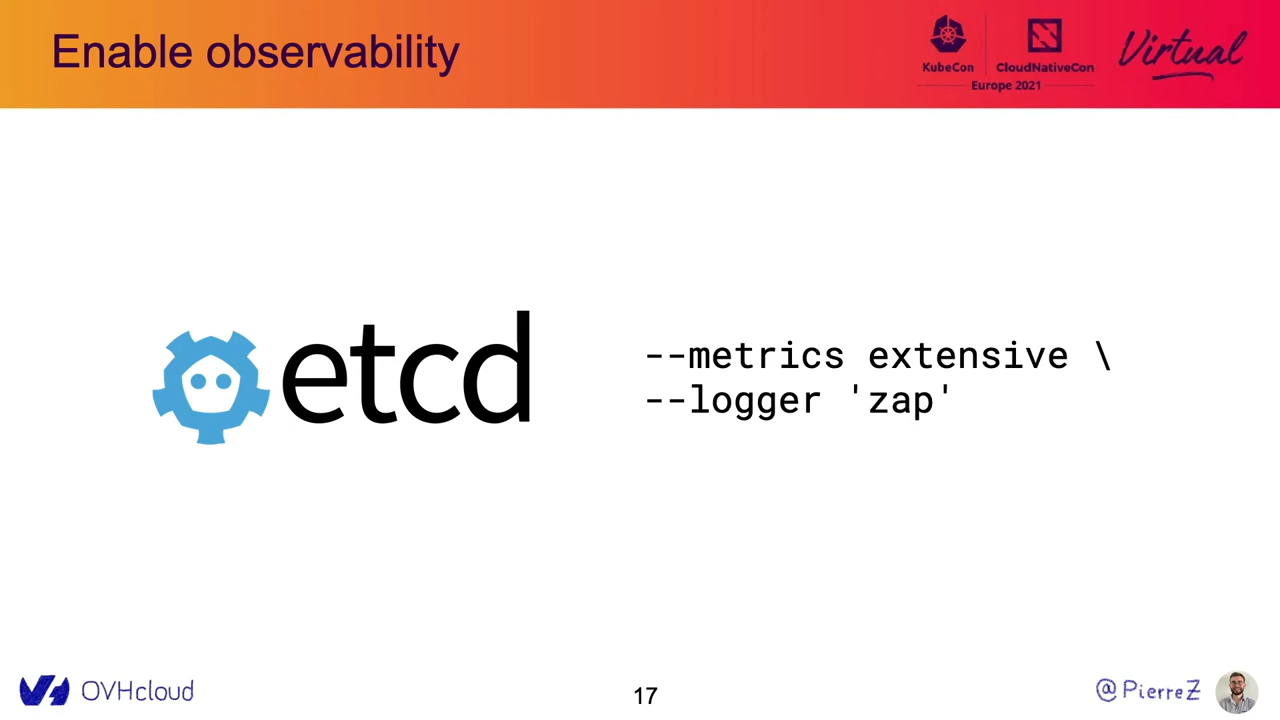 Enable observability
KubeCon
CloudNativeCon
Europe 2021
Virtual
etcd
--metrics extensive \
--logger 'zap'
OVHcloud
17
@PierreZ